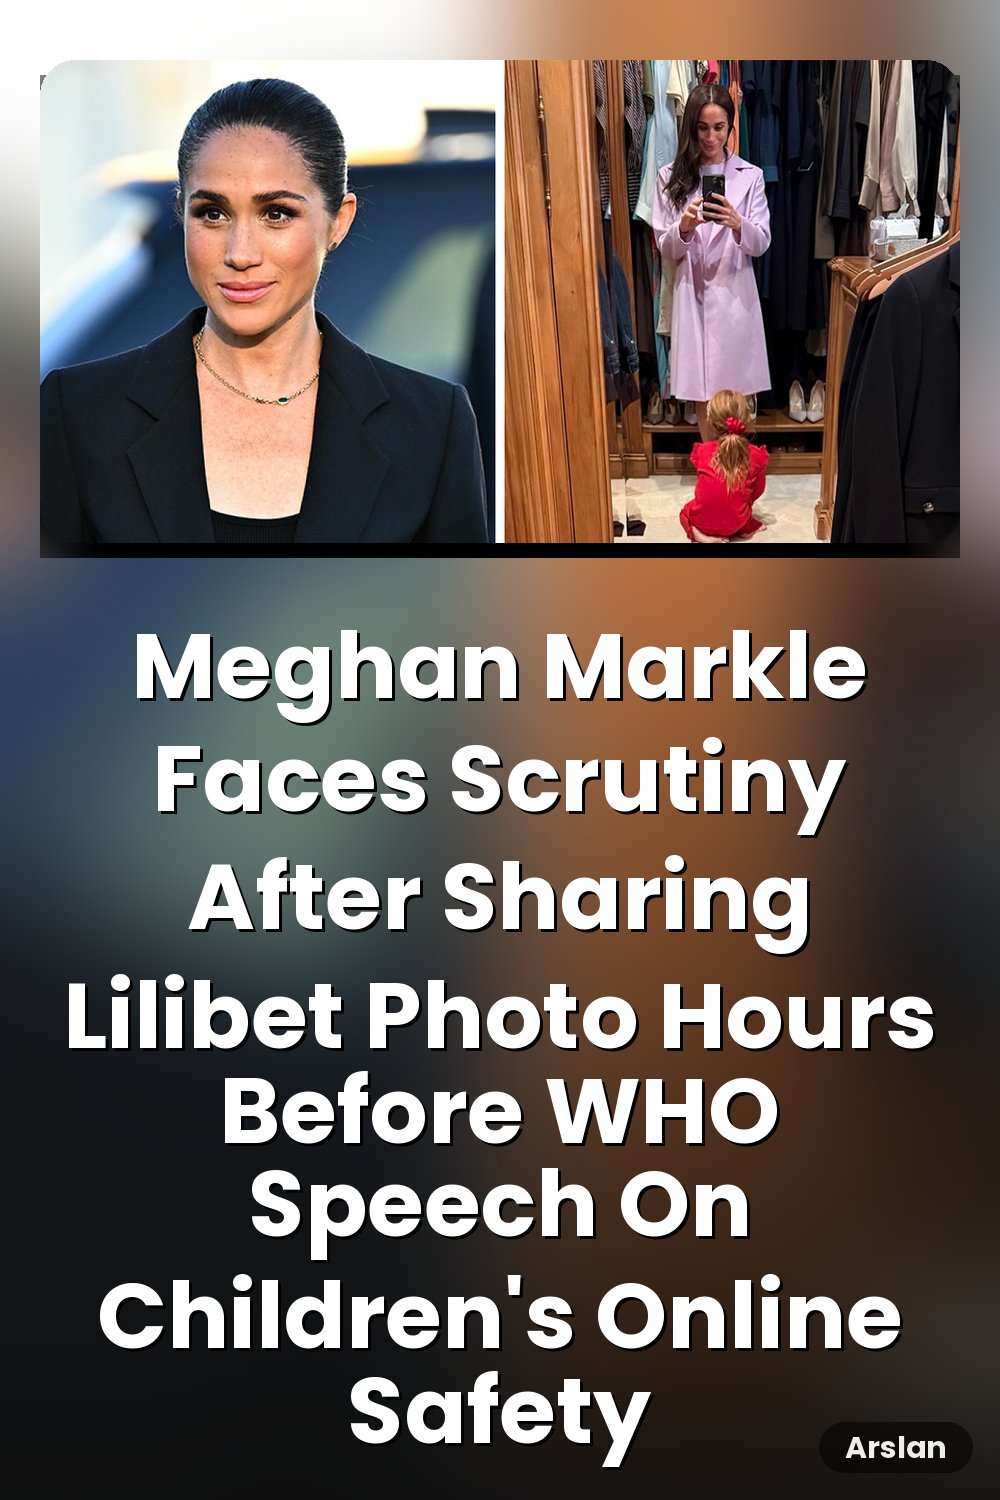 Meghan Markle
Faces Scrutiny
After Sharing
Lilibet Photo Hours
Before WHO
Speech On
Children's Online
Safety
Arslan